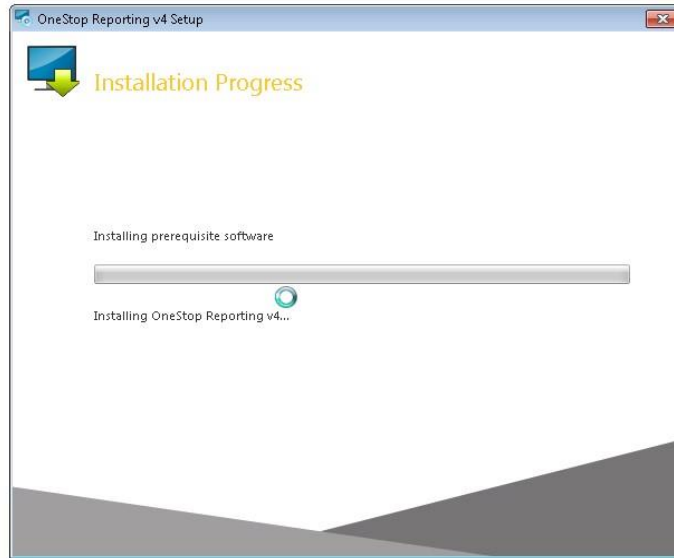 OneStop Reporting v4 Setup
Installation Progress
Installing prerequisite software
Installing OneStop Reporting v4...